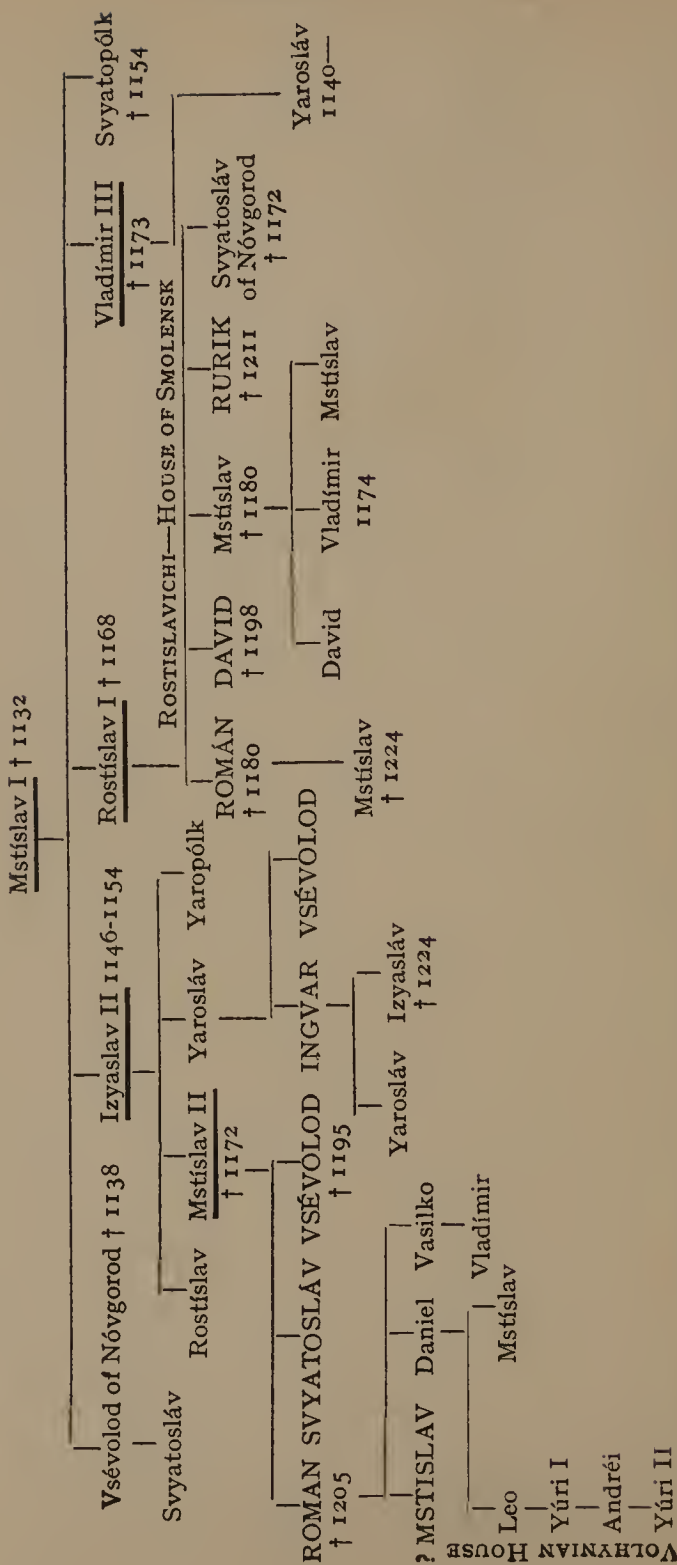 Mstíslav I † 1132
Vsévolod of Nóvgorod † 1138
Izyaslav II 1146-1154
Rostíslav I † 1168
Vladímir III
† 1173
Svyatopólk
† 1154
Svyatosláv
Rostíslav
Mstíslav II
† 1172
Yarosláv
Yaropólk
ROSTISLAVICHI—HOUSE OF SMOLENSK
ROMÁN
† 1180
DAVID
† 1198
Mstíslav
† 1180
RURIK
† 1211
Svyatosláv
of Nóvgorod
† 1172
Yarosláv
1140—
ROMAN
† 1205
SVYATOSLÁV
VSÉVOLOD
† 1195
INGVAR
VSÉVOLOD
Mstíslav
† 1224
David
Vladímir
1174
Mstíslav
? MSTISLAV
Daniel
Vasilko
Yarosláv
Izyasláv
† 1224
Leo
Mstíslav
Vladímir
Yúri I
Andréi
Yúri II
VOLHYNIAN HOUSE